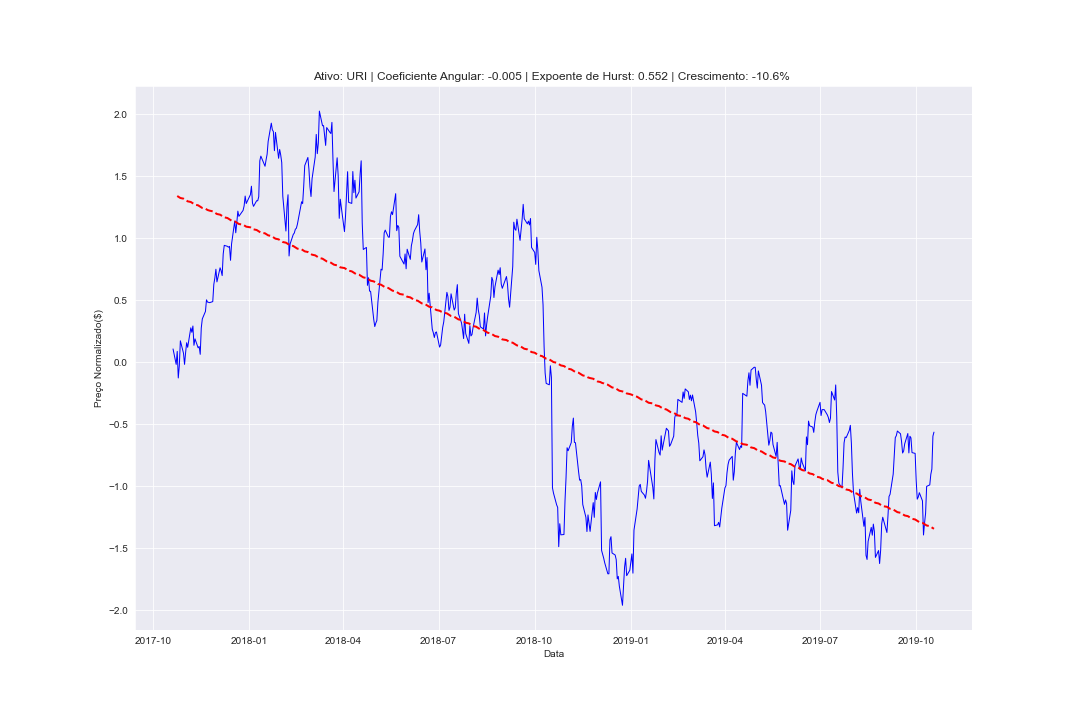 Ativo: URI | Coeficiente Angular: -0.005 | Expoente de Hurst: 0.552 | Crescimento: -10.6%
Preço Normalizado($)
2.0
1.5
1.0
0.5
0.0
−0.5
−1.0
−1.5
−2.0
2017-10 2018-01 2018-04 2018-07 2018-10 2019-01 2019-04 2019-07 2019-10
Data